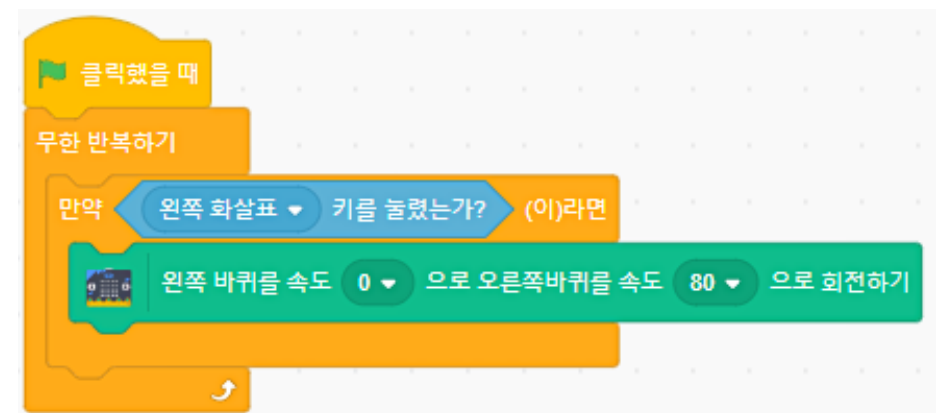 클릭했을 때
무한 반복하기
만약 왼쪽 화살표 키를 눌렀는가? (이)라면
왼쪽 바퀴를 속도 0 으로 오른쪽바퀴를 속도 80 으로 회전하기